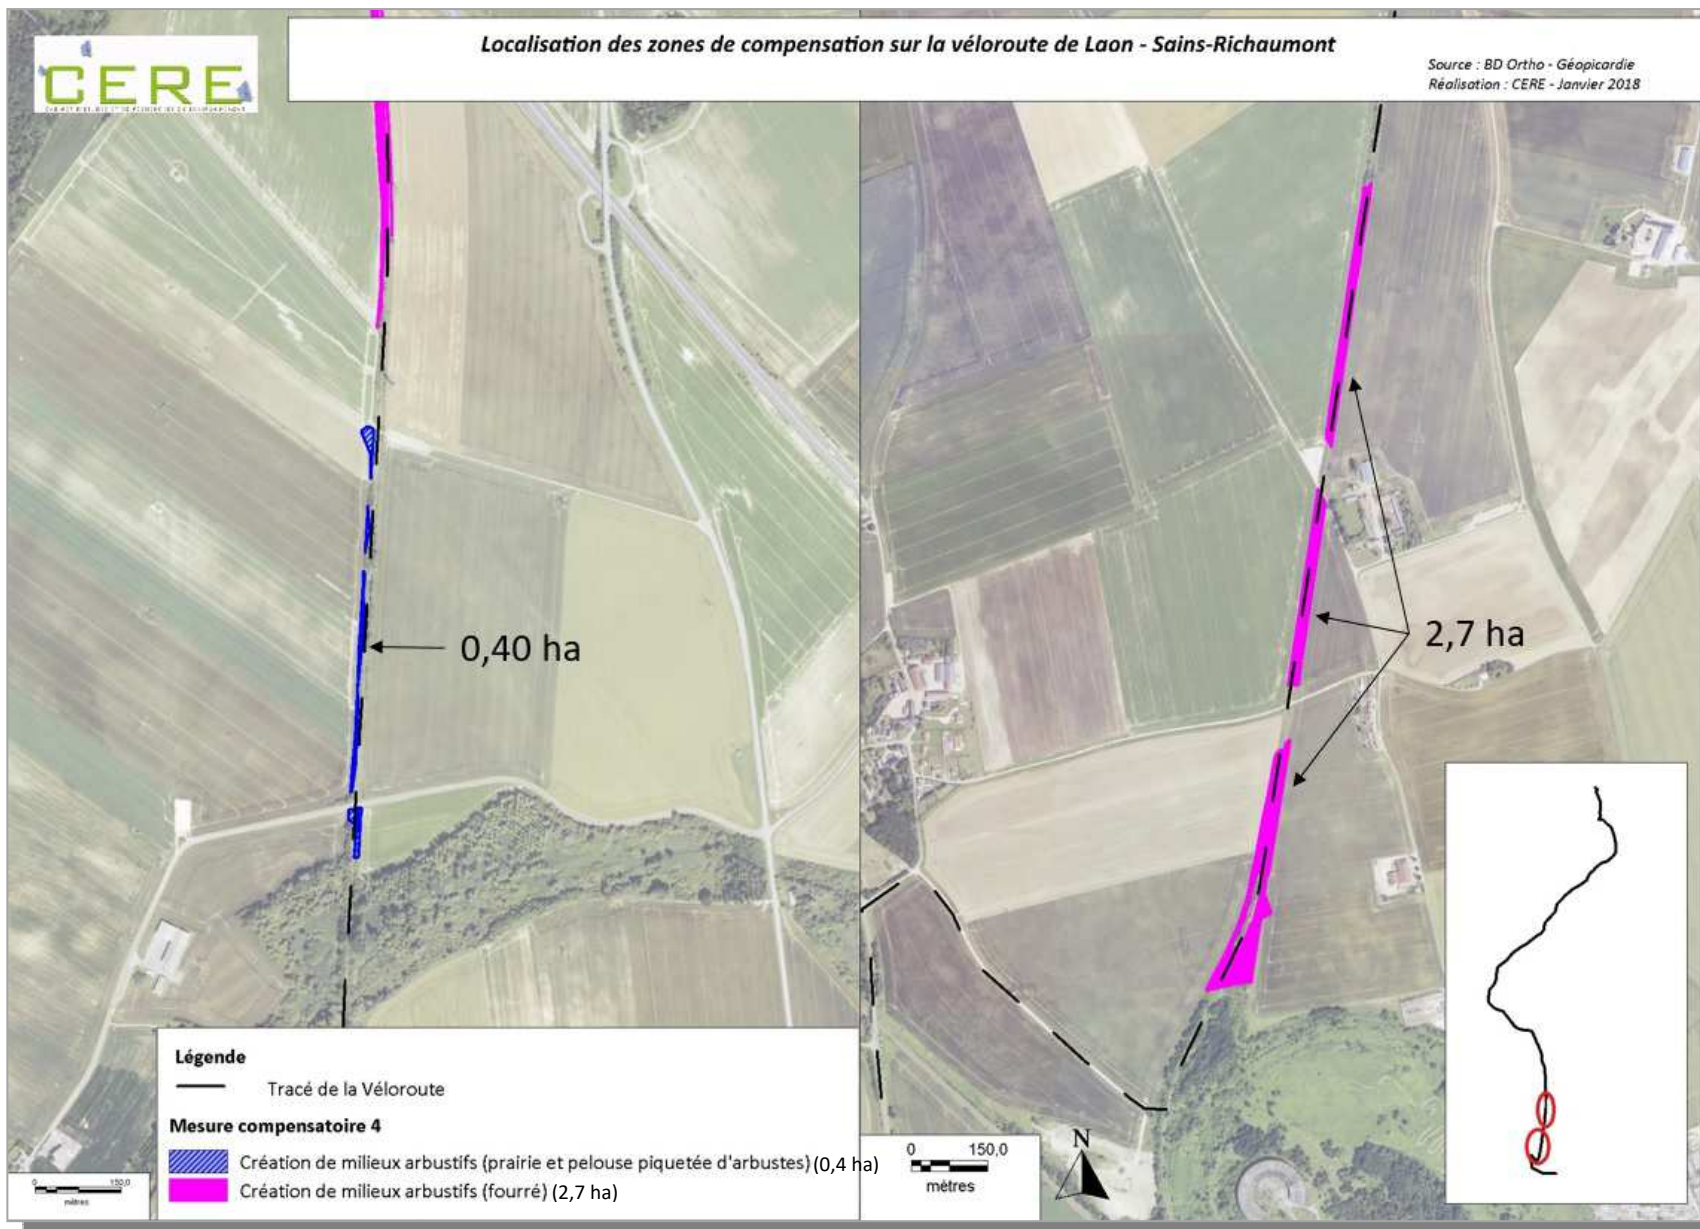 Localisation des zones de compensation sur la véloroute de Laon - Sains-Richaumont
Source : BD Ortho - Géopicardie
Réalisation : CERE - Janvier 2018
CERE
0,40 ha
2,7 ha
Légende
Tracé de la Véloroute
Mesure compensatoire 4
Création de milieux arbustifs (prairie et pelouse piquetée d'arbustes) (0,4 ha)
Création de milieux arbustifs (fourré) (2,7 ha)
0 150,0
mètres
0 150,0
mètres
N